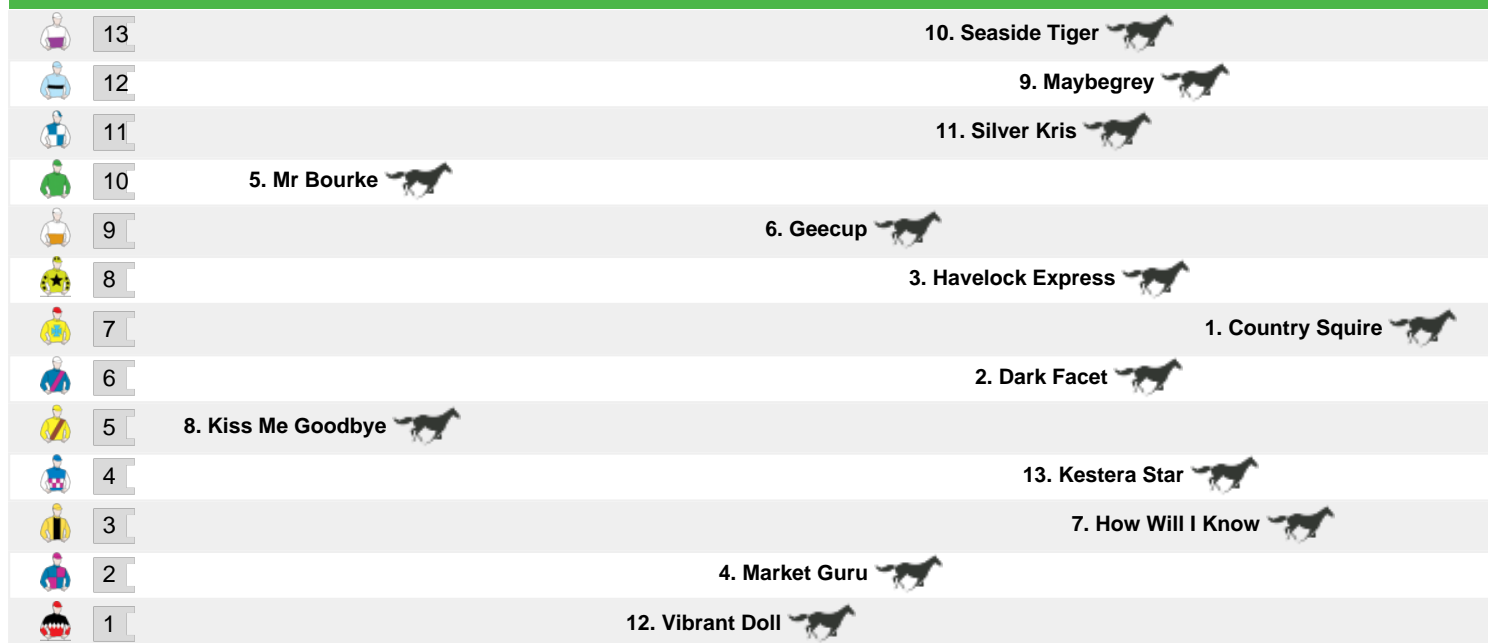 13 10. Seaside Tiger
12 9. Maybegrey
11 11. Silver Kris
10 5. Mr Bourke
9 6. Geecup
8 3. Havelock Express
7 1. Country Squire
6 2. Dark Facet
5 8. Kiss Me Goodbye
4 13. Kestera Star
3 7. How Will I Know
2 4. Market Guru
1 12. Vibrant Doll